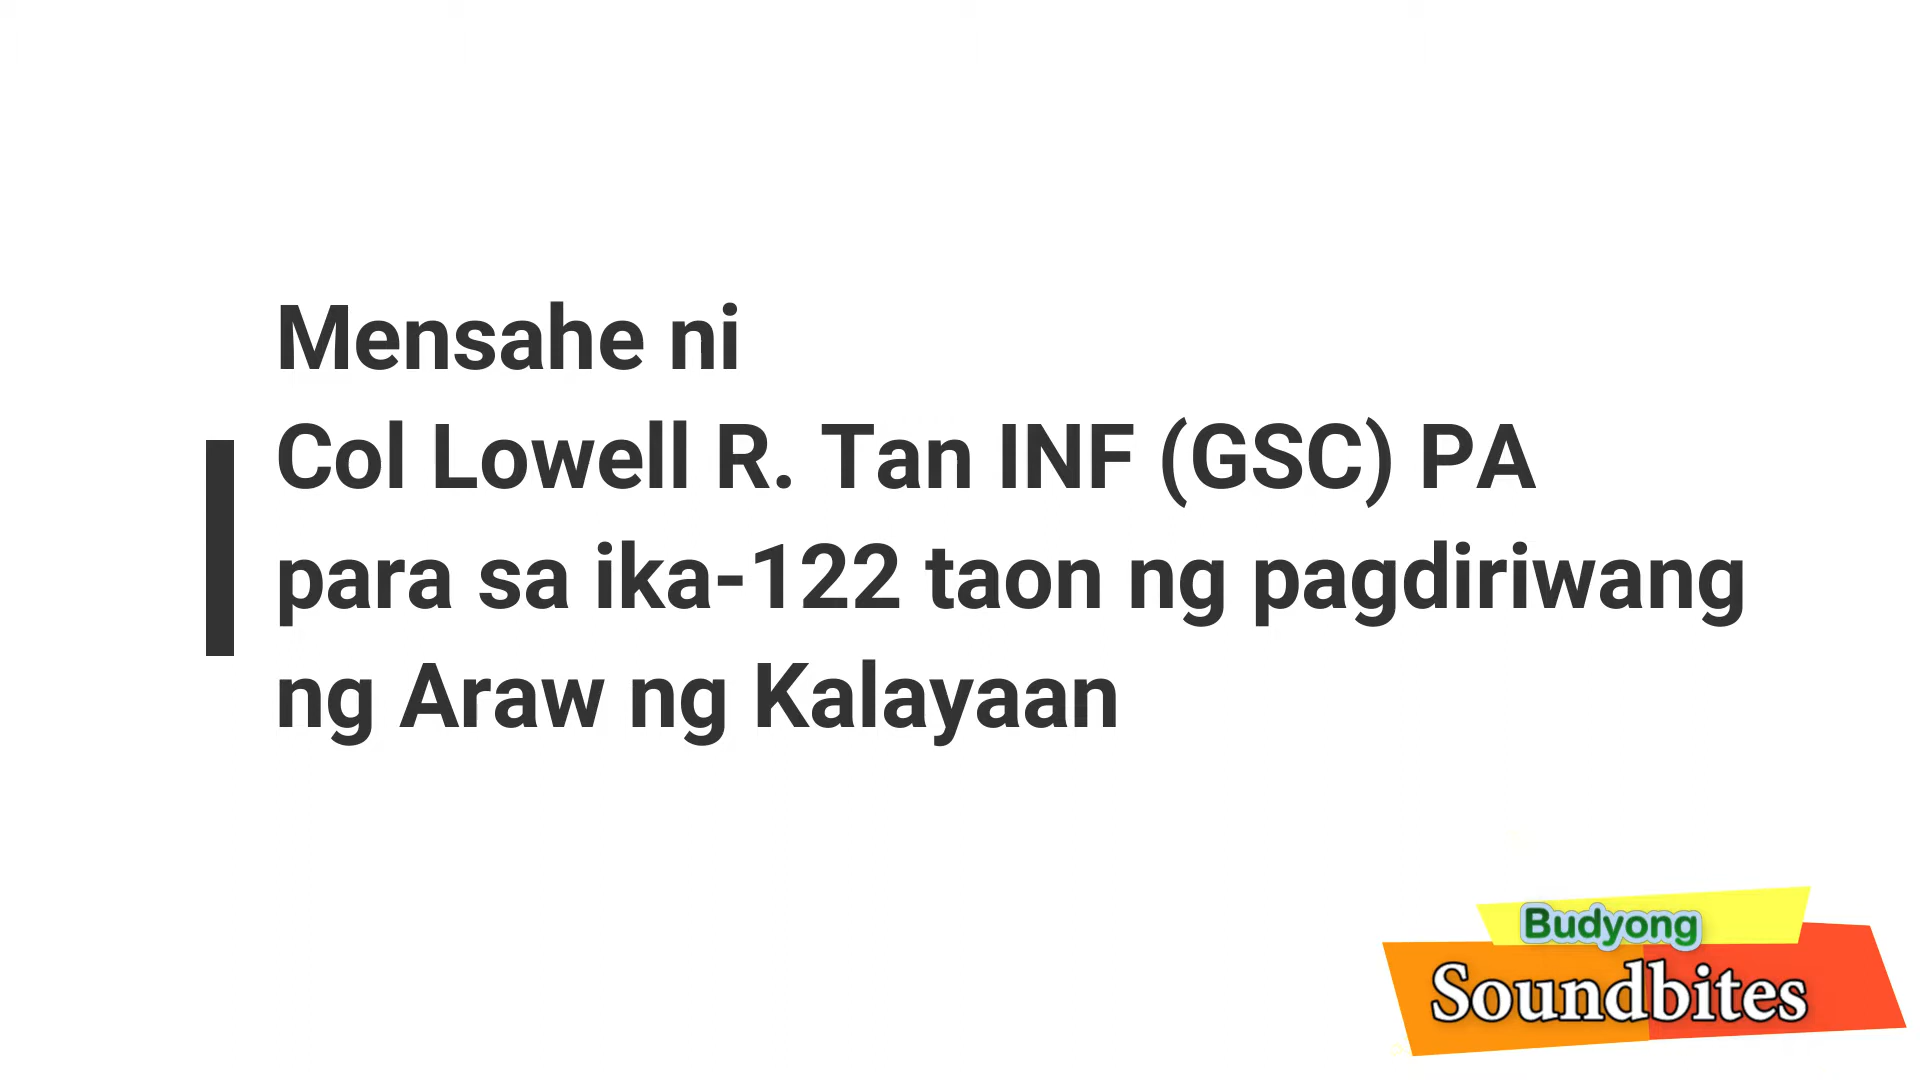 Mensahe ni
Col Lowell R. Tan INF (GSC) PA
para sa ika-122 taon ng pagdiriwang
ng Araw ng Kalayaan
Budyong
Soundbites